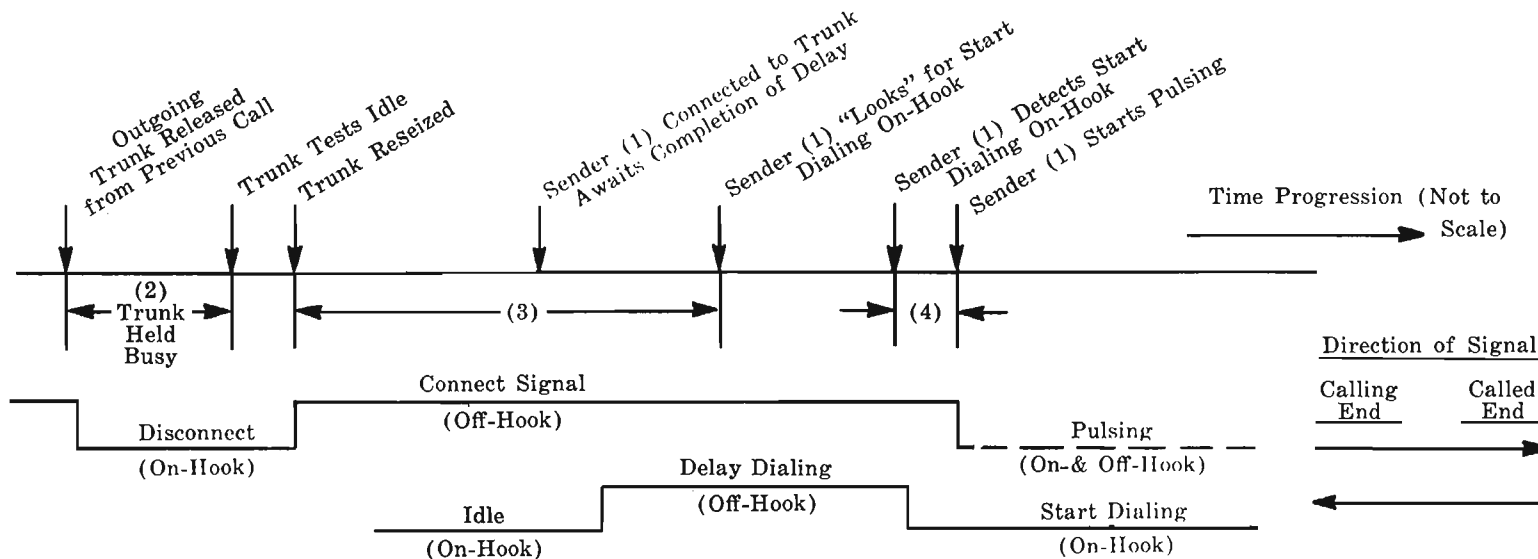 Outgoing
Trunk Released
from Previous Call
Trunk Tests Idle
Trunk ReSeized
Sender (1) Connected to Trunk
Awaits Completion of Delay
Sender (1) "Looks" for Start
Dialing On-Hook
Sender (1) Detects Start
Dialing On-Hook
Sender (1) Starts Pulsing
Time Progression (Not to
Scale)
(2)
Trunk
Held
Busy
(3)
(4)
Direction of Signal
Calling
End
Called
End
Connect Signal
(Off-Hook)
Disconnect
(On-Hook)
Pulsing
(On-& Off-Hook)
Delay Dialing
(Off-Hook)
Idle
(On-Hook)
Start Dialing
(On-Hook)